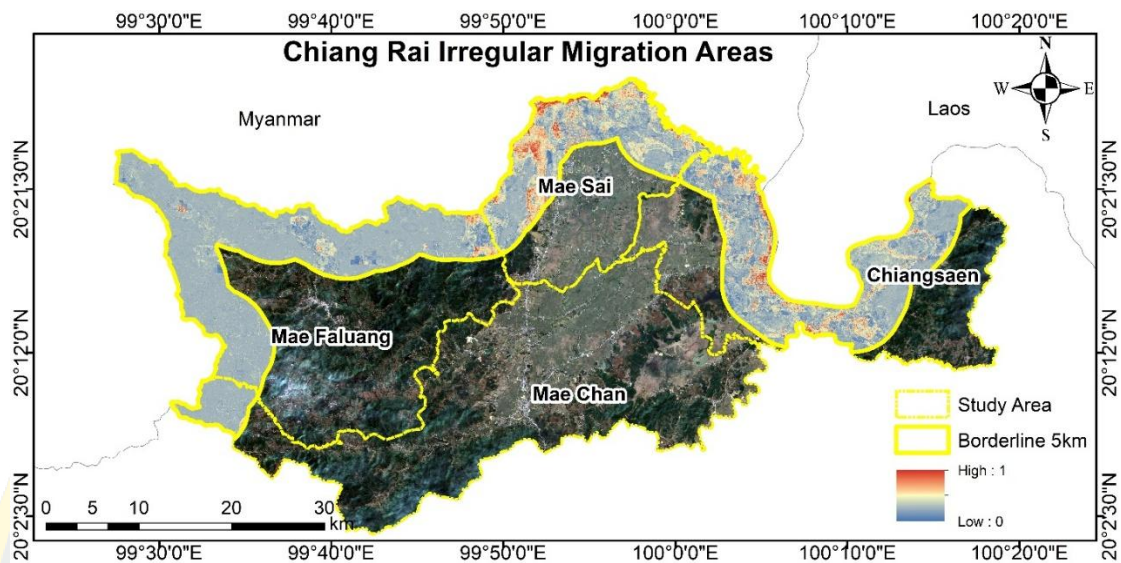 99°30'0"E 99°40'0"E 99°50'0"E 100°0'0"E 100°10'0"E 100°20'0"E
Chiang Rai Irregular Migration Areas
N
W E
S
Myanmar
Laos
20°21'30"N 20°21'30"N
Mae Sai
Chiangsaen
Mae Faluang
20°12'0"N 20°12'0"N
Mae Chan
Study Area
Borderline 5km
High : 1
Low : 0
0 5 10 20 30
km
20°2'30"N 20°2'30"N
99°30'0"E 99°40'0"E 99°50'0"E 100°0'0"E 100°10'0"E 100°20'0"E